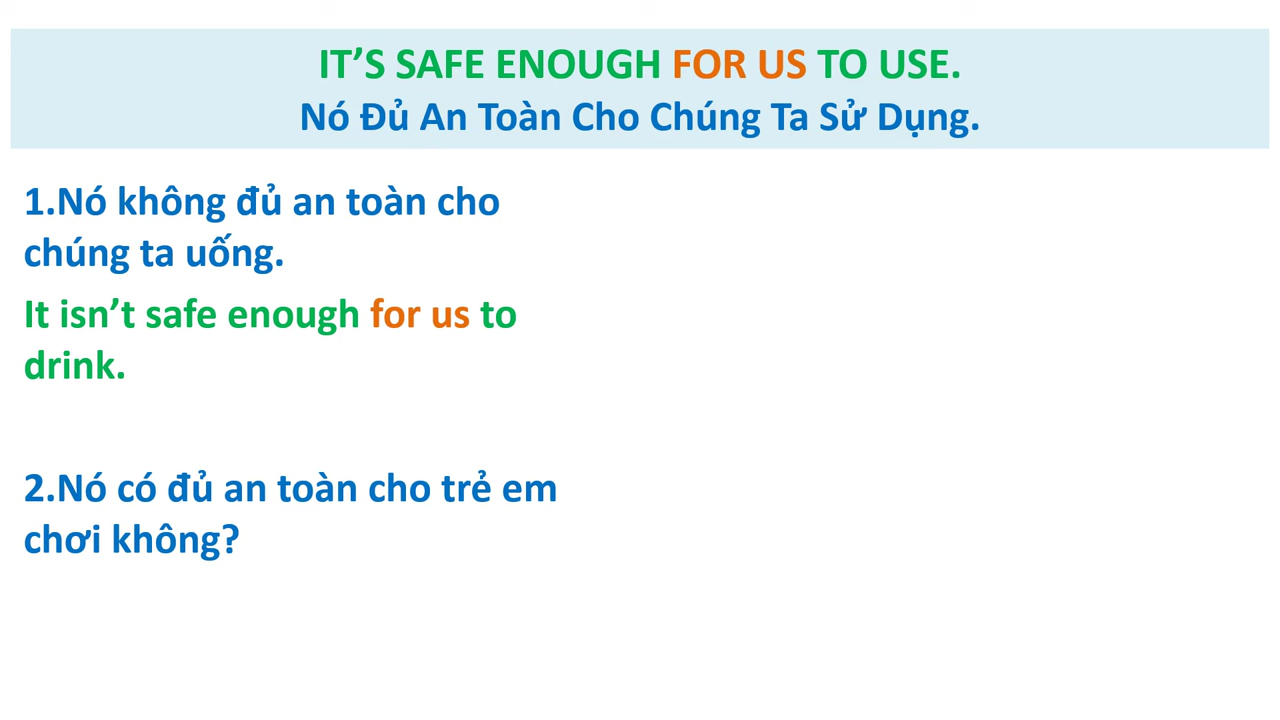 IT’S SAFE ENOUGH FOR US TO USE.
Nó Đủ An Toàn Cho Chúng Ta Sử Dụng.
1.Nó không đủ an toàn cho
chúng ta uống.
It isn’t safe enough for us to
drink.
2.Nó có đủ an toàn cho trẻ em
chơi không?